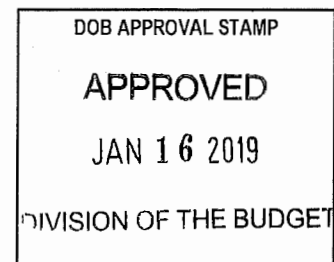 DOB APPROVAL STAMP
APPROVED
JAN 16 2019
DIVISION OF THE BUDGET